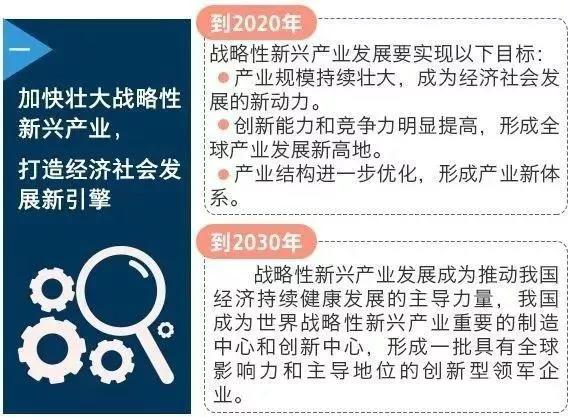 一
加快壮大战略性
新兴产业，
打造经济社会发
展新引擎
到2020年
战略性新兴产业发展要实现以下目标：
●产业规模持续壮大，成为经济社会发
展的新动力。
●创新能力和竞争力明显提高，形成全
球产业发展新高地。
●产业结构进一步优化，形成产业新体
系。
到2030年
战略性新兴产业发展成为推动我国
经济持续健康发展的主导力量，我国
成为世界战略性新兴产业重要的制造
中心和创新中心，形成一批具有全球
影响力和主导地位的创新型领军企
业。